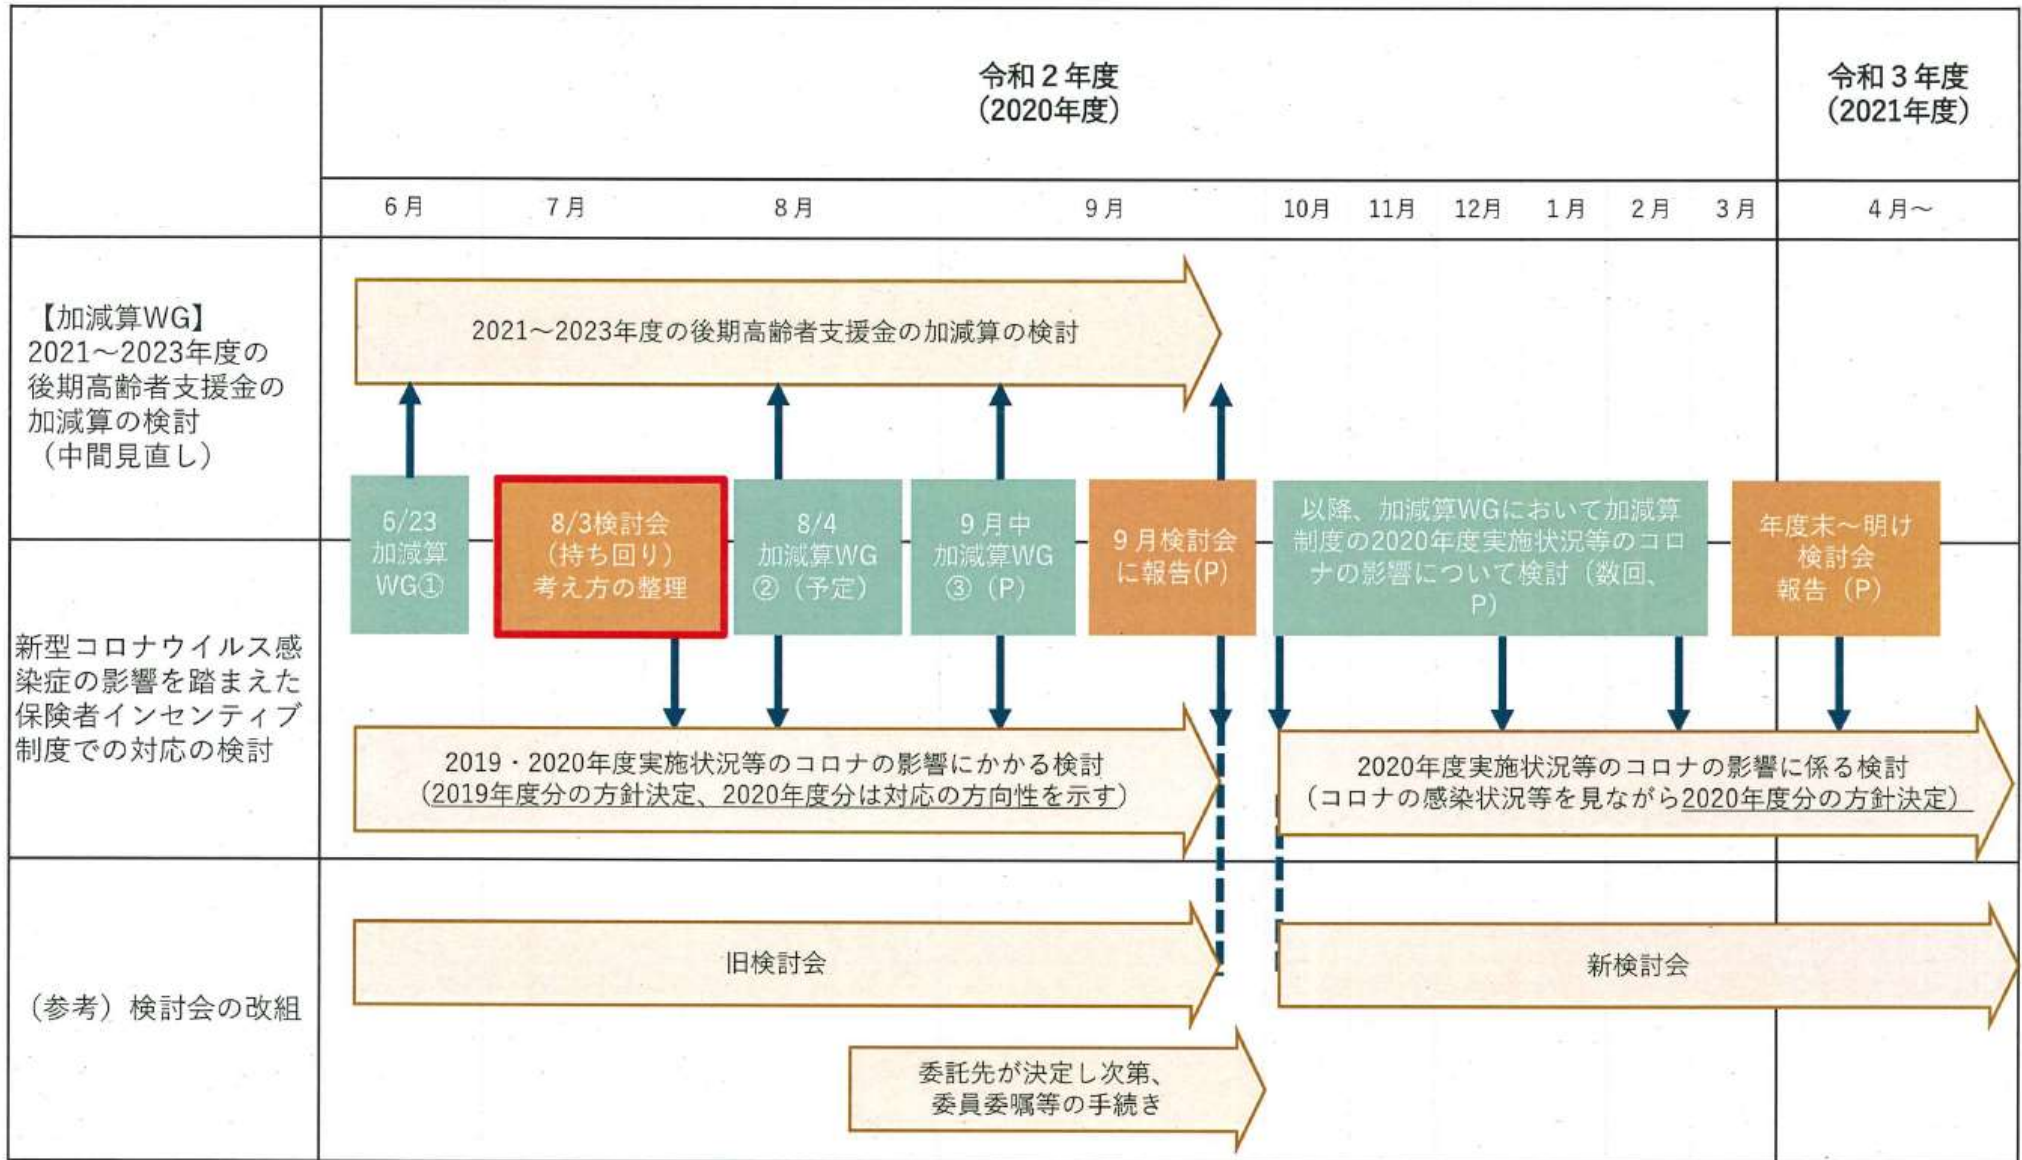 令和２年度
（2020年度）
令和３年度
（2021年度）
６月
７月
８月
９月
10月
11月
12月
１月
２月
３月
４月～
【加減算WG】
2021～2023年度の
後期高齢者支援金の
加減算の検討
（中間見直し）
2021～2023年度の後期高齢者支援金の加減算の検討
6/23
加減算
WG①
8/3検討会
（持ち回り）
考え方の整理
8/4
加減算WG
②（予定）
９月中
加減算WG
③（P）
９月検討会
に報告(P)
以降、加減算WGにおいて加減算
制度の2020年度実施状況等のコロ
ナの影響について検討（数回、
P）
年度末～明け
検討会
報告（P）
新型コロナウイルス感
染症の影響を踏まえた
保険者インセンティブ
制度での対応の検討
2019・2020年度実施状況等のコロナの影響にかかる検討
（2019年度分の方針決定、2020年度分は対応の方向性を示す）
2020年度実施状況等のコロナの影響に係る検討
（コロナの感染状況等を見ながら2020年度分の方針決定）
（参考）検討会の改組
旧検討会
新検討会
委託先が決定し次第、
委員委嘱等の手続き